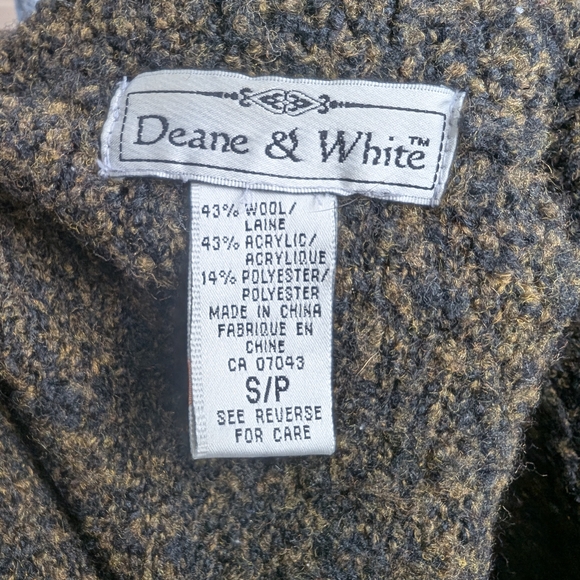 Deane & White™
43% WOOL/
LAINE
43% ACRYLIC/
ACRYLIQUE
14% POLYESTER/
POLYESTER
MADE IN CHINA
FABRIQUE EN
CHINE
CA 07043
S/P
SEE REVERSE
FOR CARE